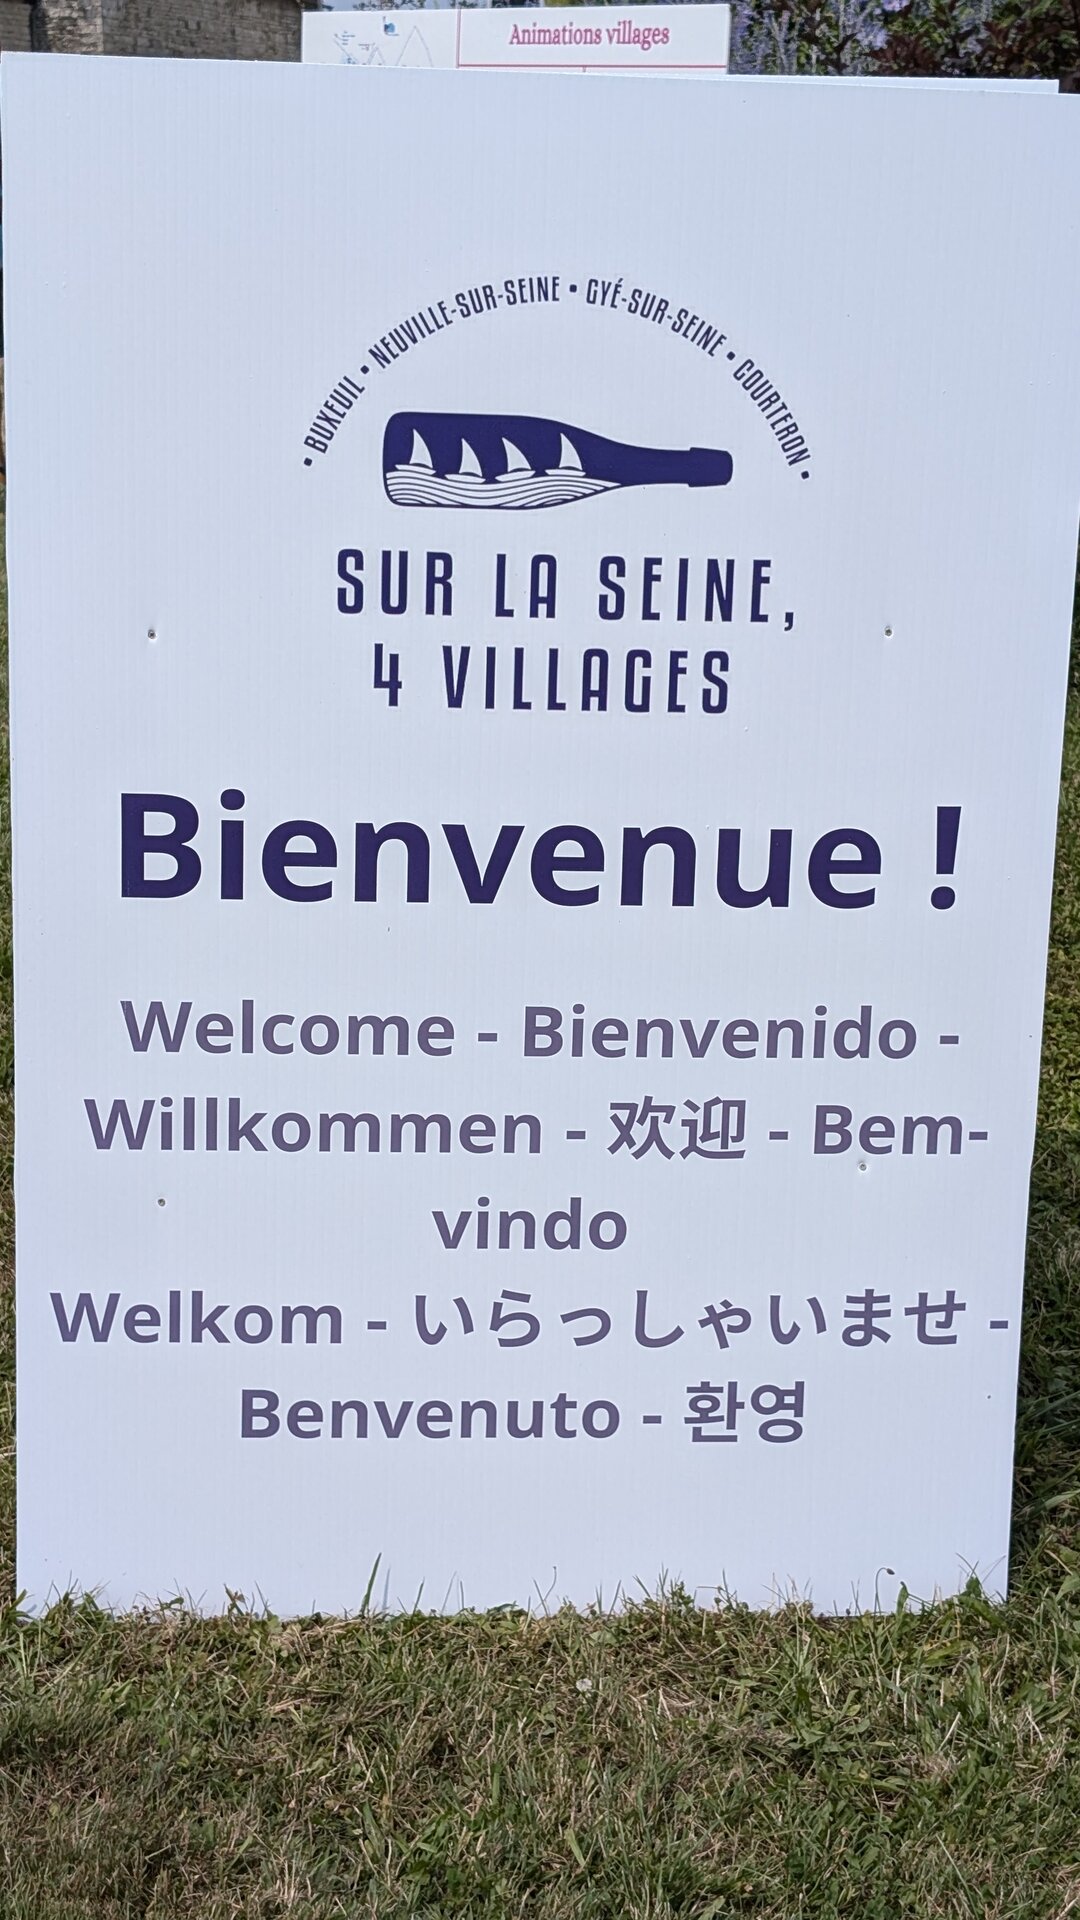 Animations villages
• BUXEUIL • NEUVILLE-SUR-SEINE • GYÉ-SUR-SEINE • COURTERON •
SUR LA SEINE,
4 VILLAGES
Bienvenue !
Welcome - Bienvenido -
Willkommen - 欢迎 - Bem-
vindo
Welkom - いらっしゃいませ -
Benvenuto - 환영